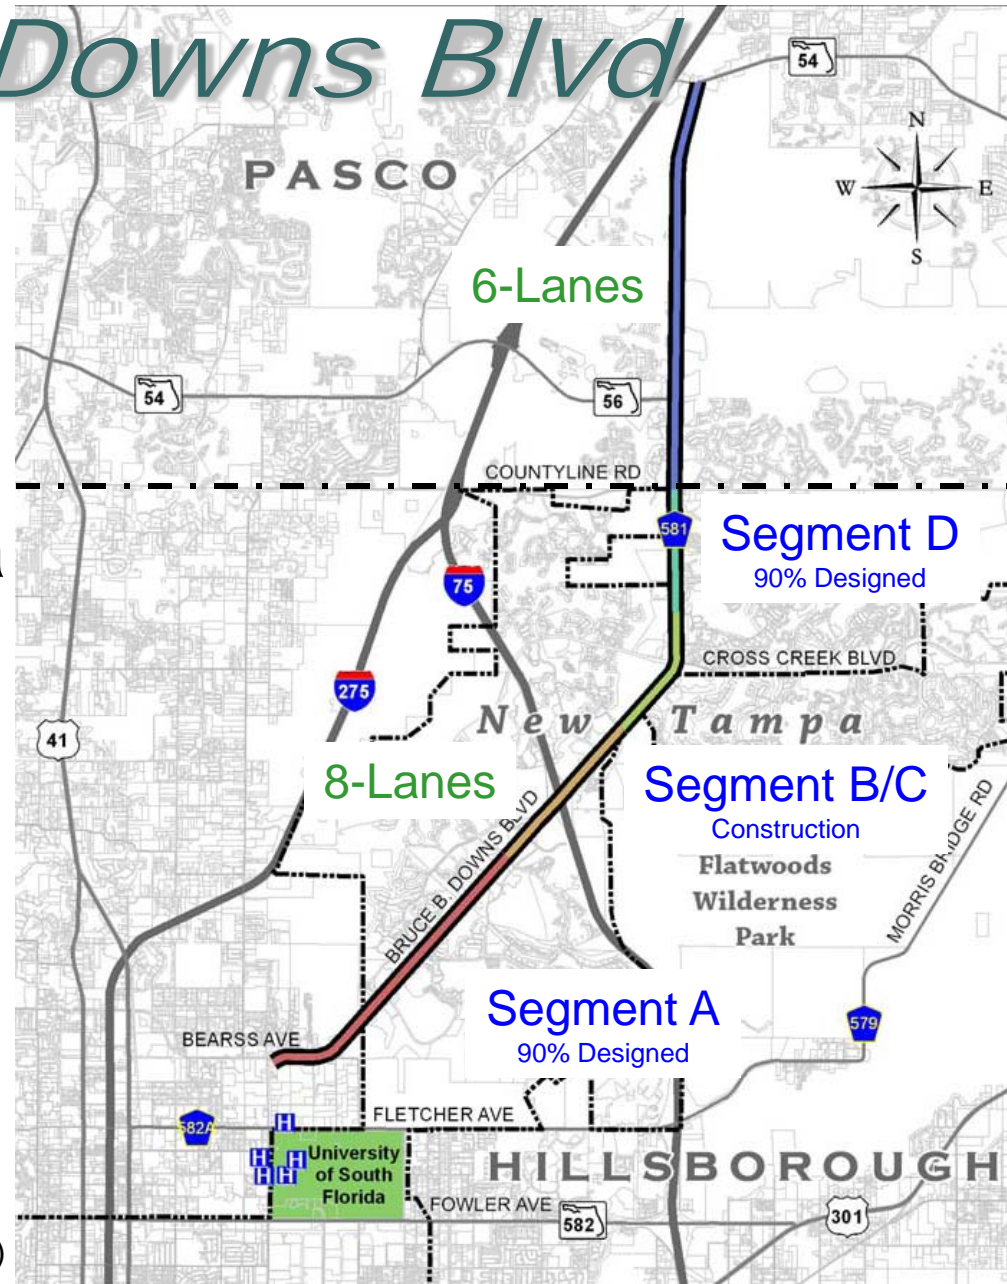 Downs Blvd
54
N
PASCO
W
E
S
6-Lanes
54
56
COUNTYLINE RD
581
Segment D
90% Designed
75
CROSS CREEK BLVD
275
New Tampa
41
8-Lanes
Segment B/C
Construction
BRUCE B. DOWNS BLVD
MORRIS BRIDGE RD
Flatwoods
Wilderness
Park
Segment A
90% Designed
579
BEARSS AVE
FLETCHER AVE
582A
H
H
H
H
H
University
of South
Florida
HILLSBOROUGH
FOWLER AVE
582
301
)